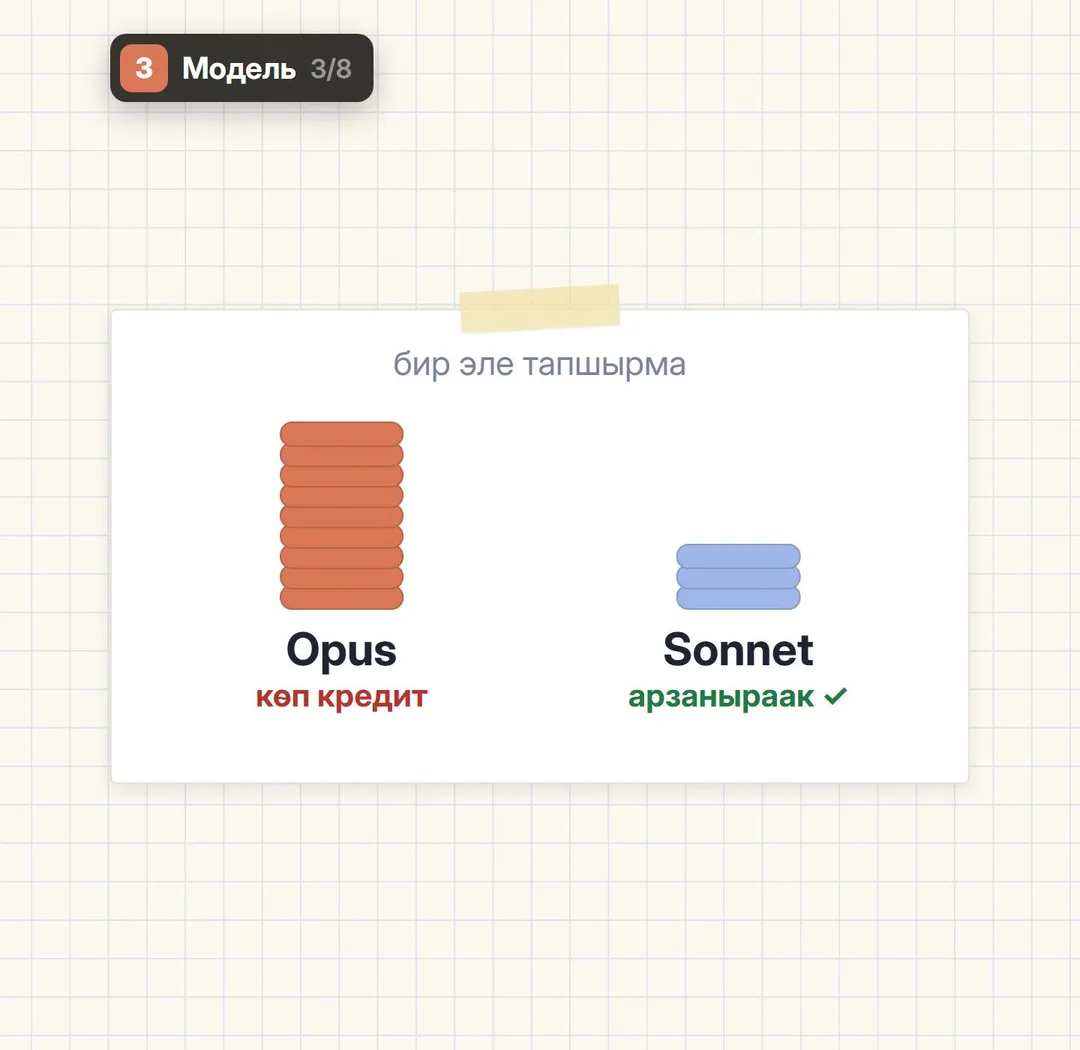 3 Модель 3/8
бир эле тапшырма
Opus
көп кредит
Sonnet
арзаныраак ✓